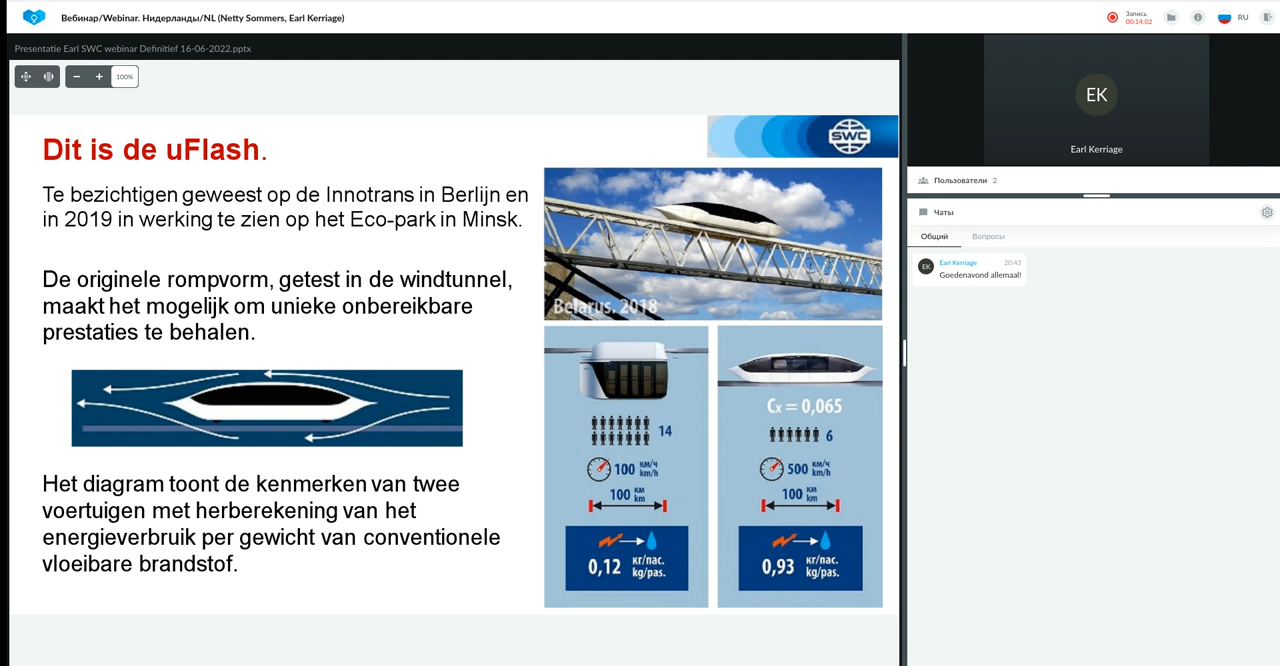 Вебинар/Webinar. Нидерланды/NL (Netty Sommers, Earl Kerriage)
Запись
00:14:02
RU
Presentatie Earl SWC webinar Definitief 16-06-2022.pptx
100%
Dit is de uFlash.
Te bezichtigen geweest op de Innotrans in Berlijn en
in 2019 in werking te zien op het Eco-park in Minsk.
De originele rompvorm, getest in de windtunnel,
maakt het mogelijk om unieke onbereikbare
prestaties te behalen.
Het diagram toont de kenmerken van twee
voertuigen met herberekening van het
energieverbruik per gewicht van conventionele
vloeibare brandstof.
SWC
Belarus. 2018
14
100 км/ч km/h
100 км km
0,12 кг/пас. kg/pas.
Cx = 0,065
6
500 км/ч km/h
100 км km
0,93 кг/пас. kg/pas.
EK
Earl Kerriage
Пользователи 2
Чаты
Общий Вопросы
EK
Earl Kerriage 20:43
Goedenavond allemaal!